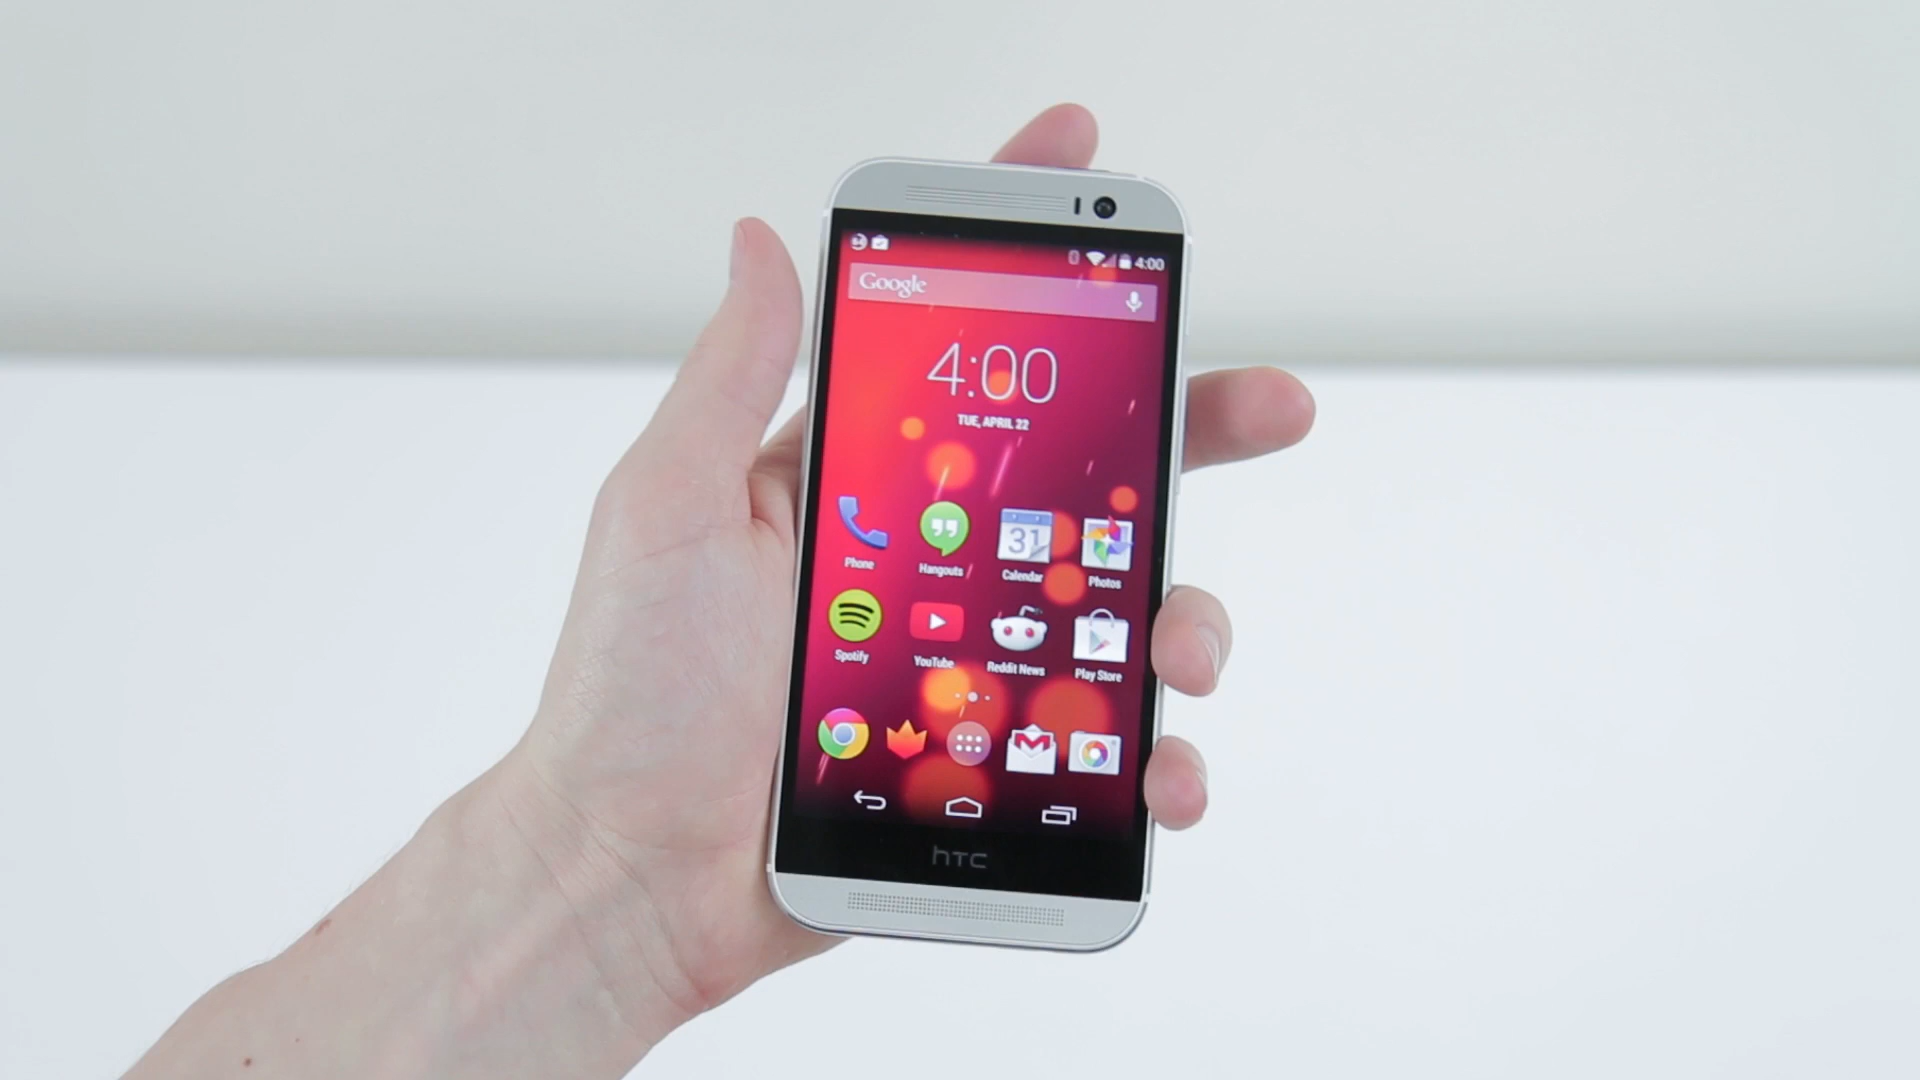 64
4:00
Google
4:00
TUE, APRIL 22
Phone
Hangouts
31
Calendar
Photos
Spotify
YouTube
Reddit News
Play Store
hTC